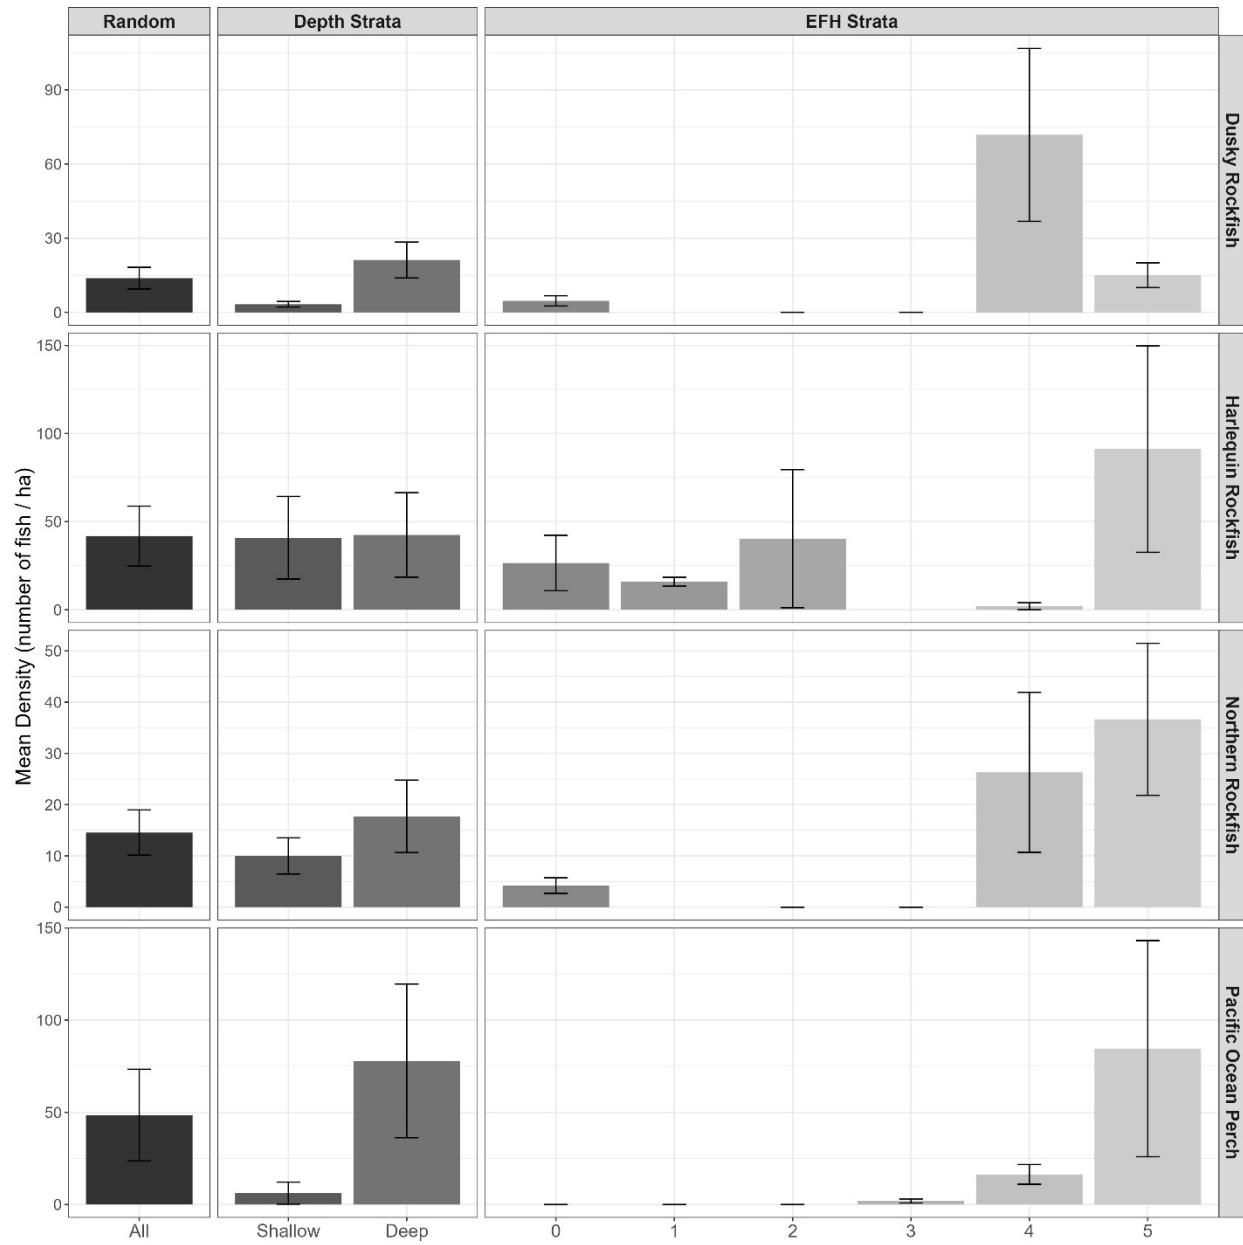 Random
Depth Strata
EFH Strata
Mean Density (number of fish / ha)
90
60
30
0
Dusky Rockfish
150
100
50
0
Harlequin Rockfish
50
40
30
20
10
0
Northern Rockfish
150
100
50
0
Pacific Ocean Perch
All
Shallow
Deep
0
1
2
3
4
5